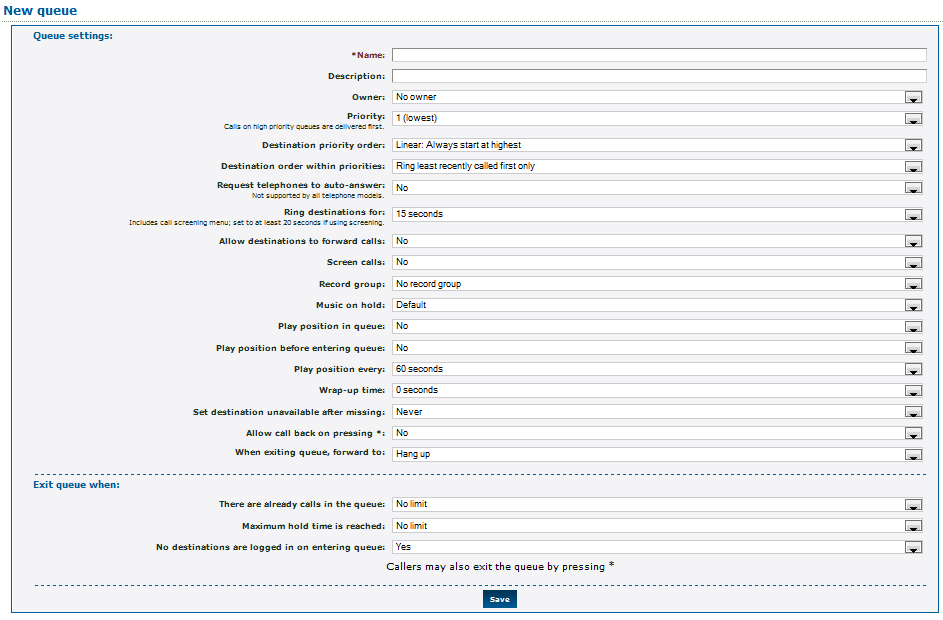 New queue
Queue settings:
*Name:
Description:
Owner: No owner
Priority: 1 (lowest)
Calls on high priority queues are delivered first.
Destination priority order: Linear: Always start at highest
Destination order within priorities: Ring least recently called first only
Request telephones to auto-answer: No
Not supported by all telephone models.
Ring destinations for: 15 seconds
Includes call screening menu; set to at least 20 seconds if using screening.
Allow destinations to forward calls: No
Screen calls: No
Record group: No record group
Music on hold: Default
Play position in queue: No
Play position before entering queue: No
Play position every: 60 seconds
Wrap-up time: 0 seconds
Set destination unavailable after missing: Never
Allow call back on pressing *: No
When exiting queue, forward to: Hang up
Exit queue when:
There are already calls in the queue: No limit
Maximum hold time is reached: No limit
No destinations are logged in on entering queue: Yes
Callers may also exit the queue by pressing *
Save